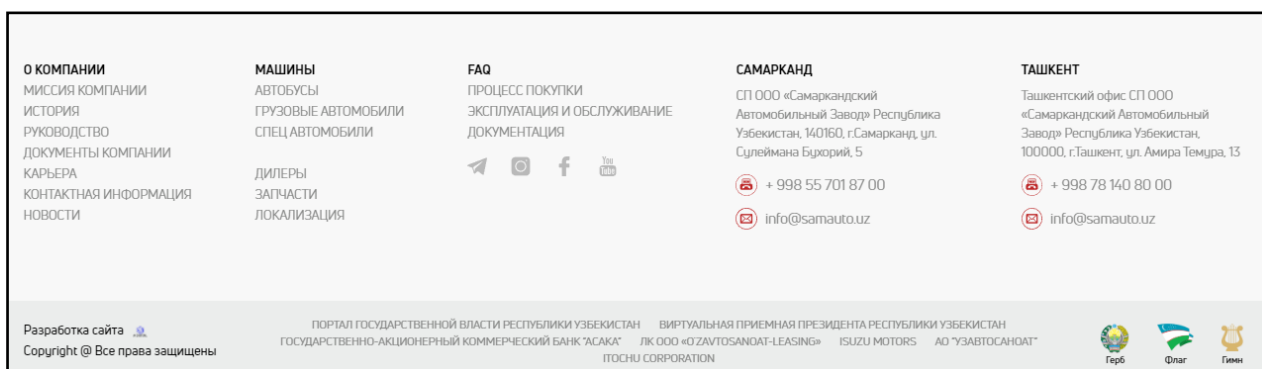 О КОМПАНИИ
МИССИЯ КОМПАНИИ
ИСТОРИЯ
РУКОВОДСТВО
ДОКУМЕНТЫ КОМПАНИИ
КАРЬЕРА
КОНТАКТНАЯ ИНФОРМАЦИЯ
НОВОСТИ
МАШИНЫ
АВТОБУСЫ
ГРУЗОВЫЕ АВТОМОБИЛИ
СПЕЦ АВТОМОБИЛИ
ДИЛЕРЫ
ЗАПЧАСТИ
ЛОКАЛИЗАЦИЯ
FAQ
ПРОЦЕСС ПОКУПКИ
ЭКСПЛУАТАЦИЯ И ОБСЛУЖИВАНИЕ
ДОКУМЕНТАЦИЯ
You
Tube
САМАРКАНД
СП ООО «Самаркандский
Автомобильный Завод» Республика
Узбекистан, 140160, г.Самарканд, ул.
Сулеймана Бухорий, 5
+ 998 55 701 87 00
info@samauto.uz
ТАШКЕНТ
Ташкентский офис СП ООО
«Самаркандский Автомобильный
Завод» Республика Узбекистан,
100000, г.Ташкент, ул. Амира Темура, 13
+ 998 78 140 80 00
info@samauto.uz
Разработка сайта
Copyright @ Все права защищены
ПОРТАЛ ГОСУДАРСТВЕННОЙ ВЛАСТИ РЕСПУБЛИКИ УЗБЕКИСТАН ВИРТУАЛЬНАЯ ПРИЕМНАЯ ПРЕЗИДЕНТА РЕСПУБЛИКИ УЗБЕКИСТАН
ГОСУДАРСТВЕННО-АКЦИОНЕРНЫЙ КОММЕРЧЕСКИЙ БАНК "АСАКА" ЛК ООО «O'ZAVTOSANOAT-LEASING» ISUZU MOTORS АО "УЗАВТОСАНОАТ"
ITOCHU CORPORATION
Герб
Флаг
Гимн